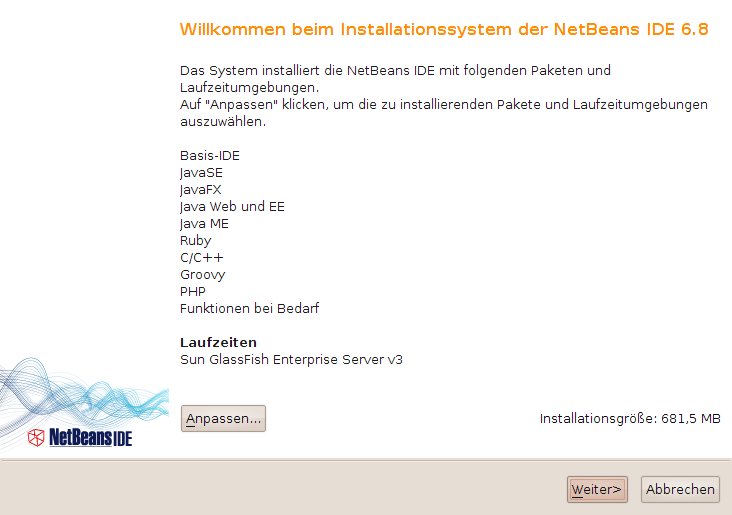 Willkommen beim Installationssystem der NetBeans IDE 6.8
Das System installiert die NetBeans IDE mit folgenden Paketen und
Laufzeitumgebungen.
Auf "Anpassen" klicken, um die zu installierenden Pakete und Laufzeitumgebungen
auszuwählen.
Basis-IDE
JavaSE
JavaFX
Java Web und EE
Java ME
Ruby
C/C++
Groovy
PHP
Funktionen bei Bedarf
Laufzeiten
Sun GlassFish Enterprise Server v3
Anpassen...
Installationsgröße: 681,5 MB
NetBeans IDE
Weiter>
Abbrechen